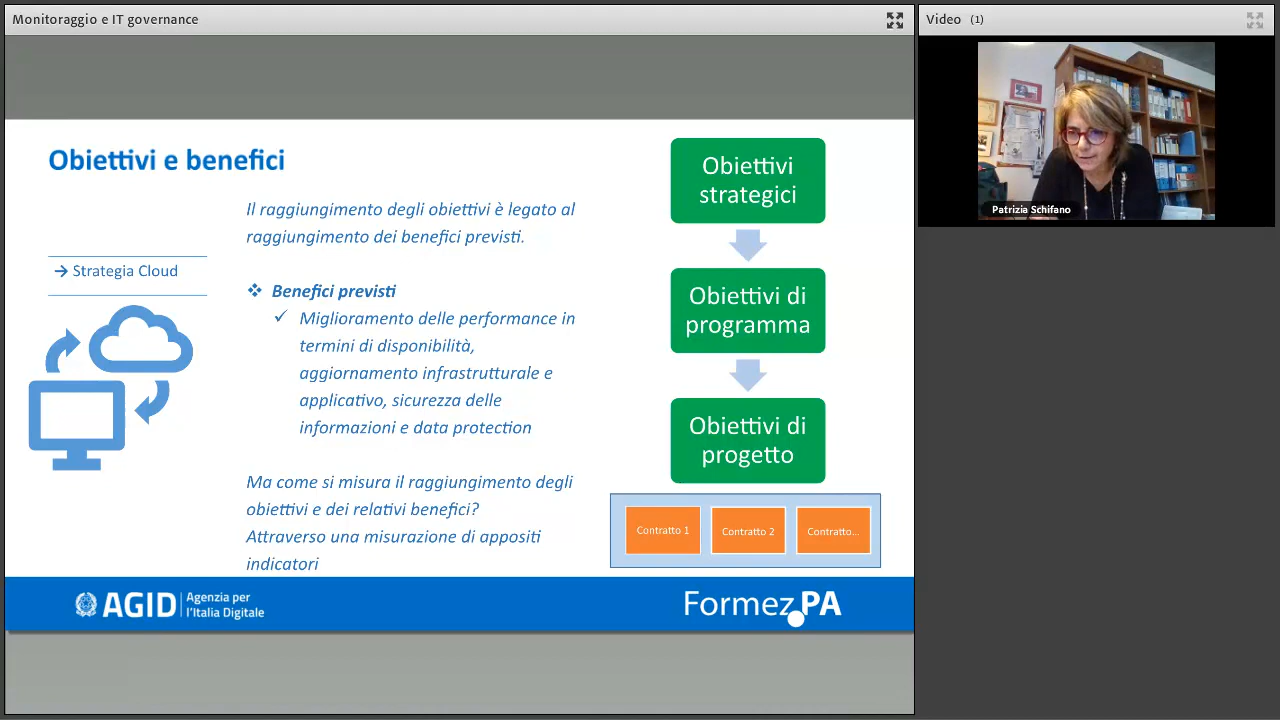 Monitoraggio e IT governance
Video (1)
Patrizia Schifano
Obiettivi e benefici
→ Strategia Cloud
Il raggiungimento degli obiettivi è legato al
raggiungimento dei benefici previsti.
❖ Benefici previsti
✓ Miglioramento delle performance in
termini di disponibilità,
aggiornamento infrastrutturale e
applicativo, sicurezza delle
informazioni e data protection
Ma come si misura il raggiungimento degli
obiettivi e dei relativi benefici?
Attraverso una misurazione di appositi
indicatori
Obiettivi
strategici
Obiettivi di
programma
Obiettivi di
progetto
Contratto 1
Contratto 2
Contratto...
AGID
Agenzia per
l'Italia Digitale
Formez.PA